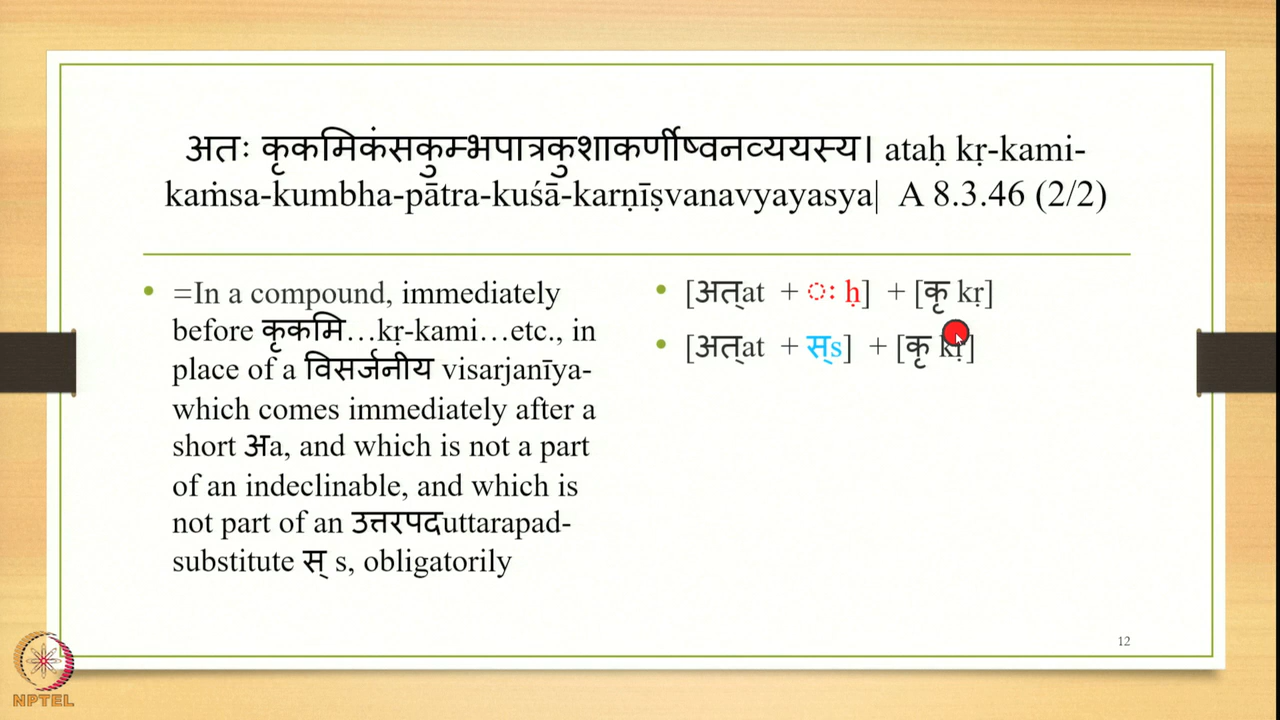 अतः कृकमिकंसकुम्भपात्रकुशाकर्णीष्वनव्ययस्य। ataḥ kṛ-kami-
kaṁsa-kumbha-pātra-kuśā-karṇīṣvanavyayasya| A 8.3.46 (2/2)
• =In a compound, immediately
before कृकमि…kṛ-kami…etc., in
place of a विसर्जनीय visarjanīya-
which comes immediately after a
short अa, and which is not a part
of an indeclinable, and which is
not part of an उत्तरपदuttarapad-
substitute स् s, obligatorily
• [अत्at + ः ḥ] + [कृ kṛ]
• [अत्at + स्s] + [कृ kṛ]
12
NPTEL